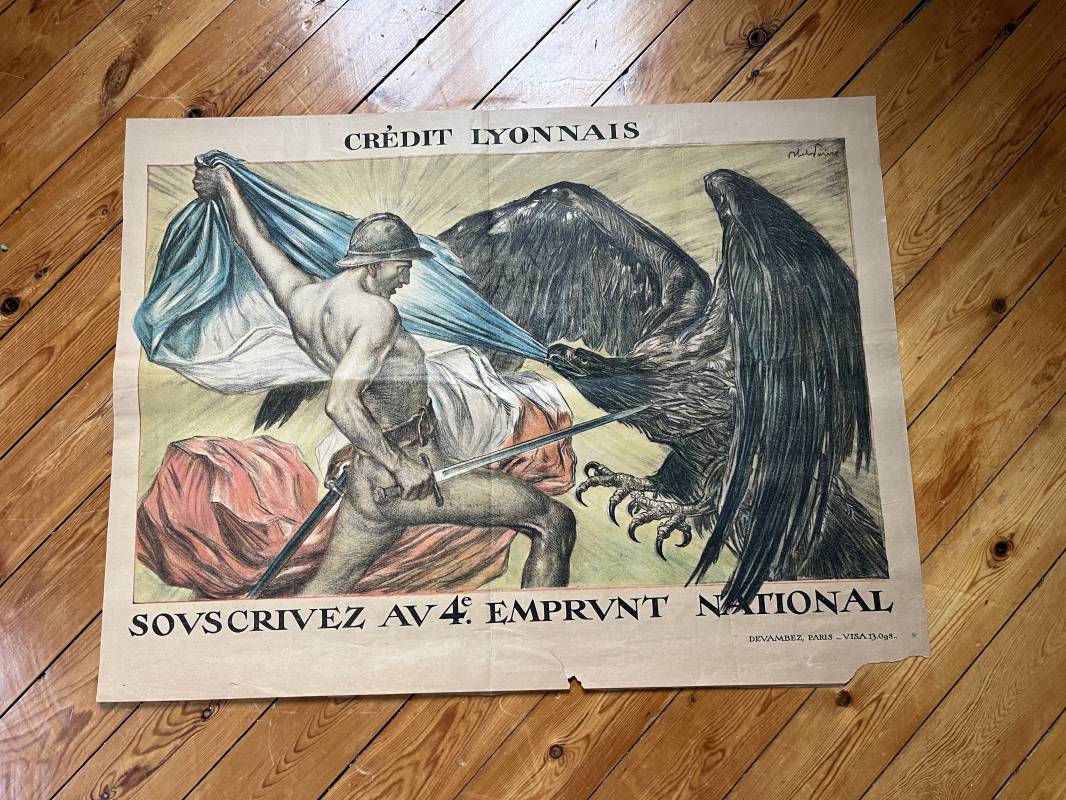 CRÉDIT LYONNAIS
SOVSCRIVEZ AV 4e. EMPRVNT NATIONAL
DEVAMBEZ, PARIS _ VISA 13.098..